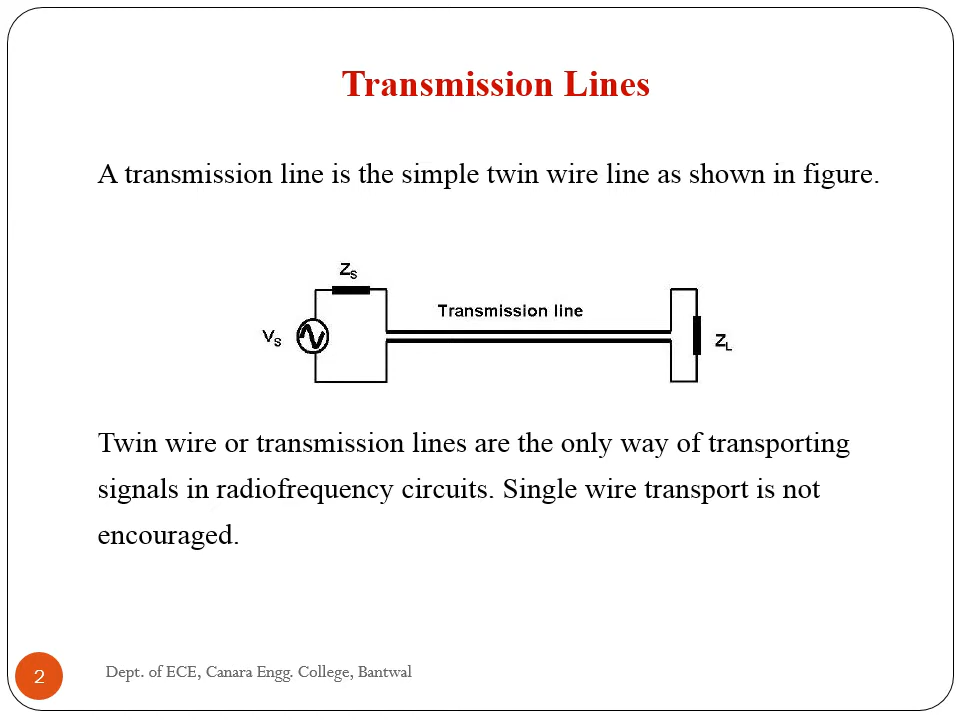 Transmission Lines
A transmission line is the simple twin wire line as shown in figure.
ZS
Transmission line
VS
ZL
Twin wire or transmission lines are the only way of transporting
signals in radiofrequency circuits. Single wire transport is not
encouraged.
2
Dept. of ECE, Canara Engg. College, Bantwal